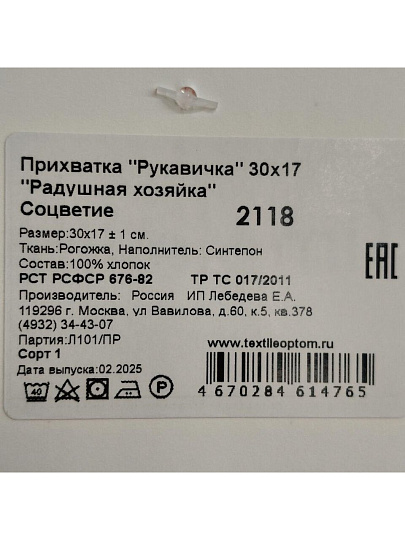 Прихватка "Рукавичка" 30х17
"Радушная хозяйка"
Соцветие 2118
Размер:30х17 ± 1 см.
Ткань:Рогожка, Наполнитель: Синтепон
Состав:100% хлопок
РСТ РСФСР 676-82 ТР ТС 017/2011
Производитель: Россия ИП Лебедева Е.А.
119296 г. Москва, ул Вавилова, д.60, к.5, кв.378
(4932) 34-43-07
Партия:Л101/ПР
Сорт 1
Дата выпуска:02.2025
40
EAC
www.textileoptom.ru
4 670284 614765